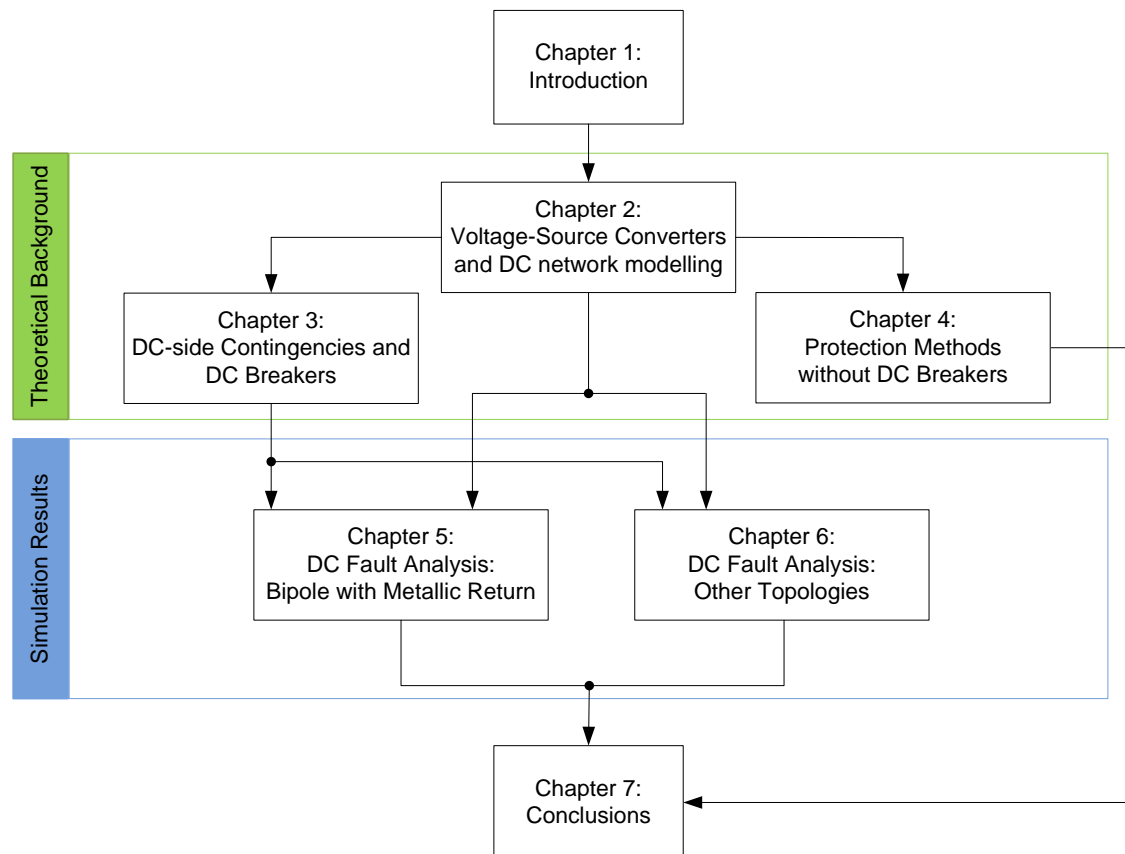 Chapter 1:
Introduction
Theoretical Background
Chapter 2:
Voltage-Source Converters
and DC network modelling
Chapter 3:
DC-side Contingencies and
DC Breakers
Chapter 4:
Protection Methods
without DC Breakers
Simulation Results
Chapter 5:
DC Fault Analysis:
Bipole with Metallic Return
Chapter 6:
DC Fault Analysis:
Other Topologies
Chapter 7:
Conclusions